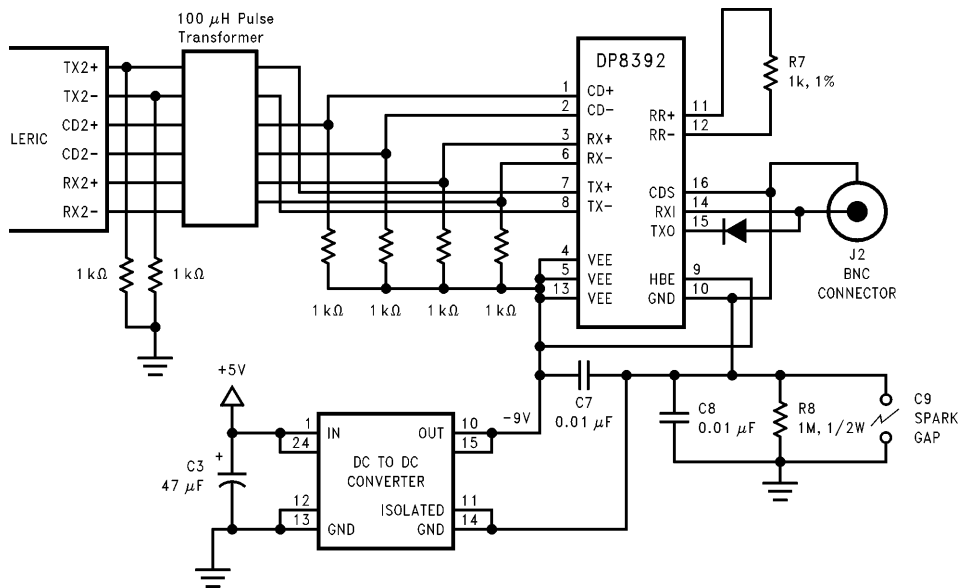 100 μH Pulse
Transformer
LERIC
TX2+
TX2-
CD2+
CD2-
RX2+
RX2-
1 kΩ
1 kΩ
1 kΩ
1 kΩ
1 kΩ
1 kΩ
DP8392
1 CD+
2 CD-
3 RX+
6 RX-
7 TX+
8 TX-
4 VEE
5 VEE
13 VEE
RR+ 11
RR- 12
CDS 16
RXI 14
TXO 15
HBE 9
GND 10
R7
1k, 1%
J2
BNC
CONNECTOR
+5V
+
C3
47 μF
1 IN
24
12
13 GND
DC TO DC
CONVERTER
OUT 10
15
ISOLATED 11
GND 14
-9V
C7
0.01 μF
C8
0.01 μF
R8
1M, 1/2W
C9
SPARK
GAP